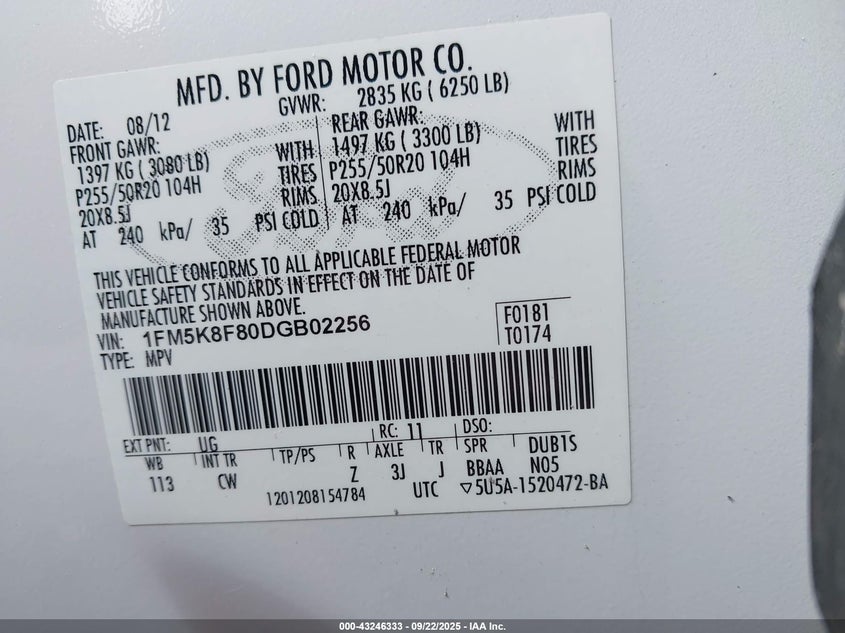 MFD. BY FORD MOTOR CO.
DATE: 08/12 GVWR: 2835 KG ( 6250 LB)
FRONT GAWR: REAR GAWR:
1397 KG ( 3080 LB) WITH 1497 KG ( 3300 LB) WITH
P255/50R20 104H TIRES P255/50R20 104H TIRES
20X8.5J RIMS 20X8.5J RIMS
AT 240 kPa/ 35 PSI COLD AT 240 kPa/ 35 PSI COLD
THIS VEHICLE CONFORMS TO ALL APPLICABLE FEDERAL MOTOR
VEHICLE SAFETY STANDARDS IN EFFECT ON THE DATE OF
MANUFACTURE SHOWN ABOVE.
VIN: 1FM5K8F80DGB02256 F0181
TYPE: MPV T0174
EXT PNT: UG RC: 11 DSO:
WB INT TR TP/PS R AXLE TR SPR DUB1S
113 CW Z 3J J BBAA N05
1201208154784 UTC ▽5U5A-1520472-BA
000-43246333 - 09/22/2025 - IAA Inc.